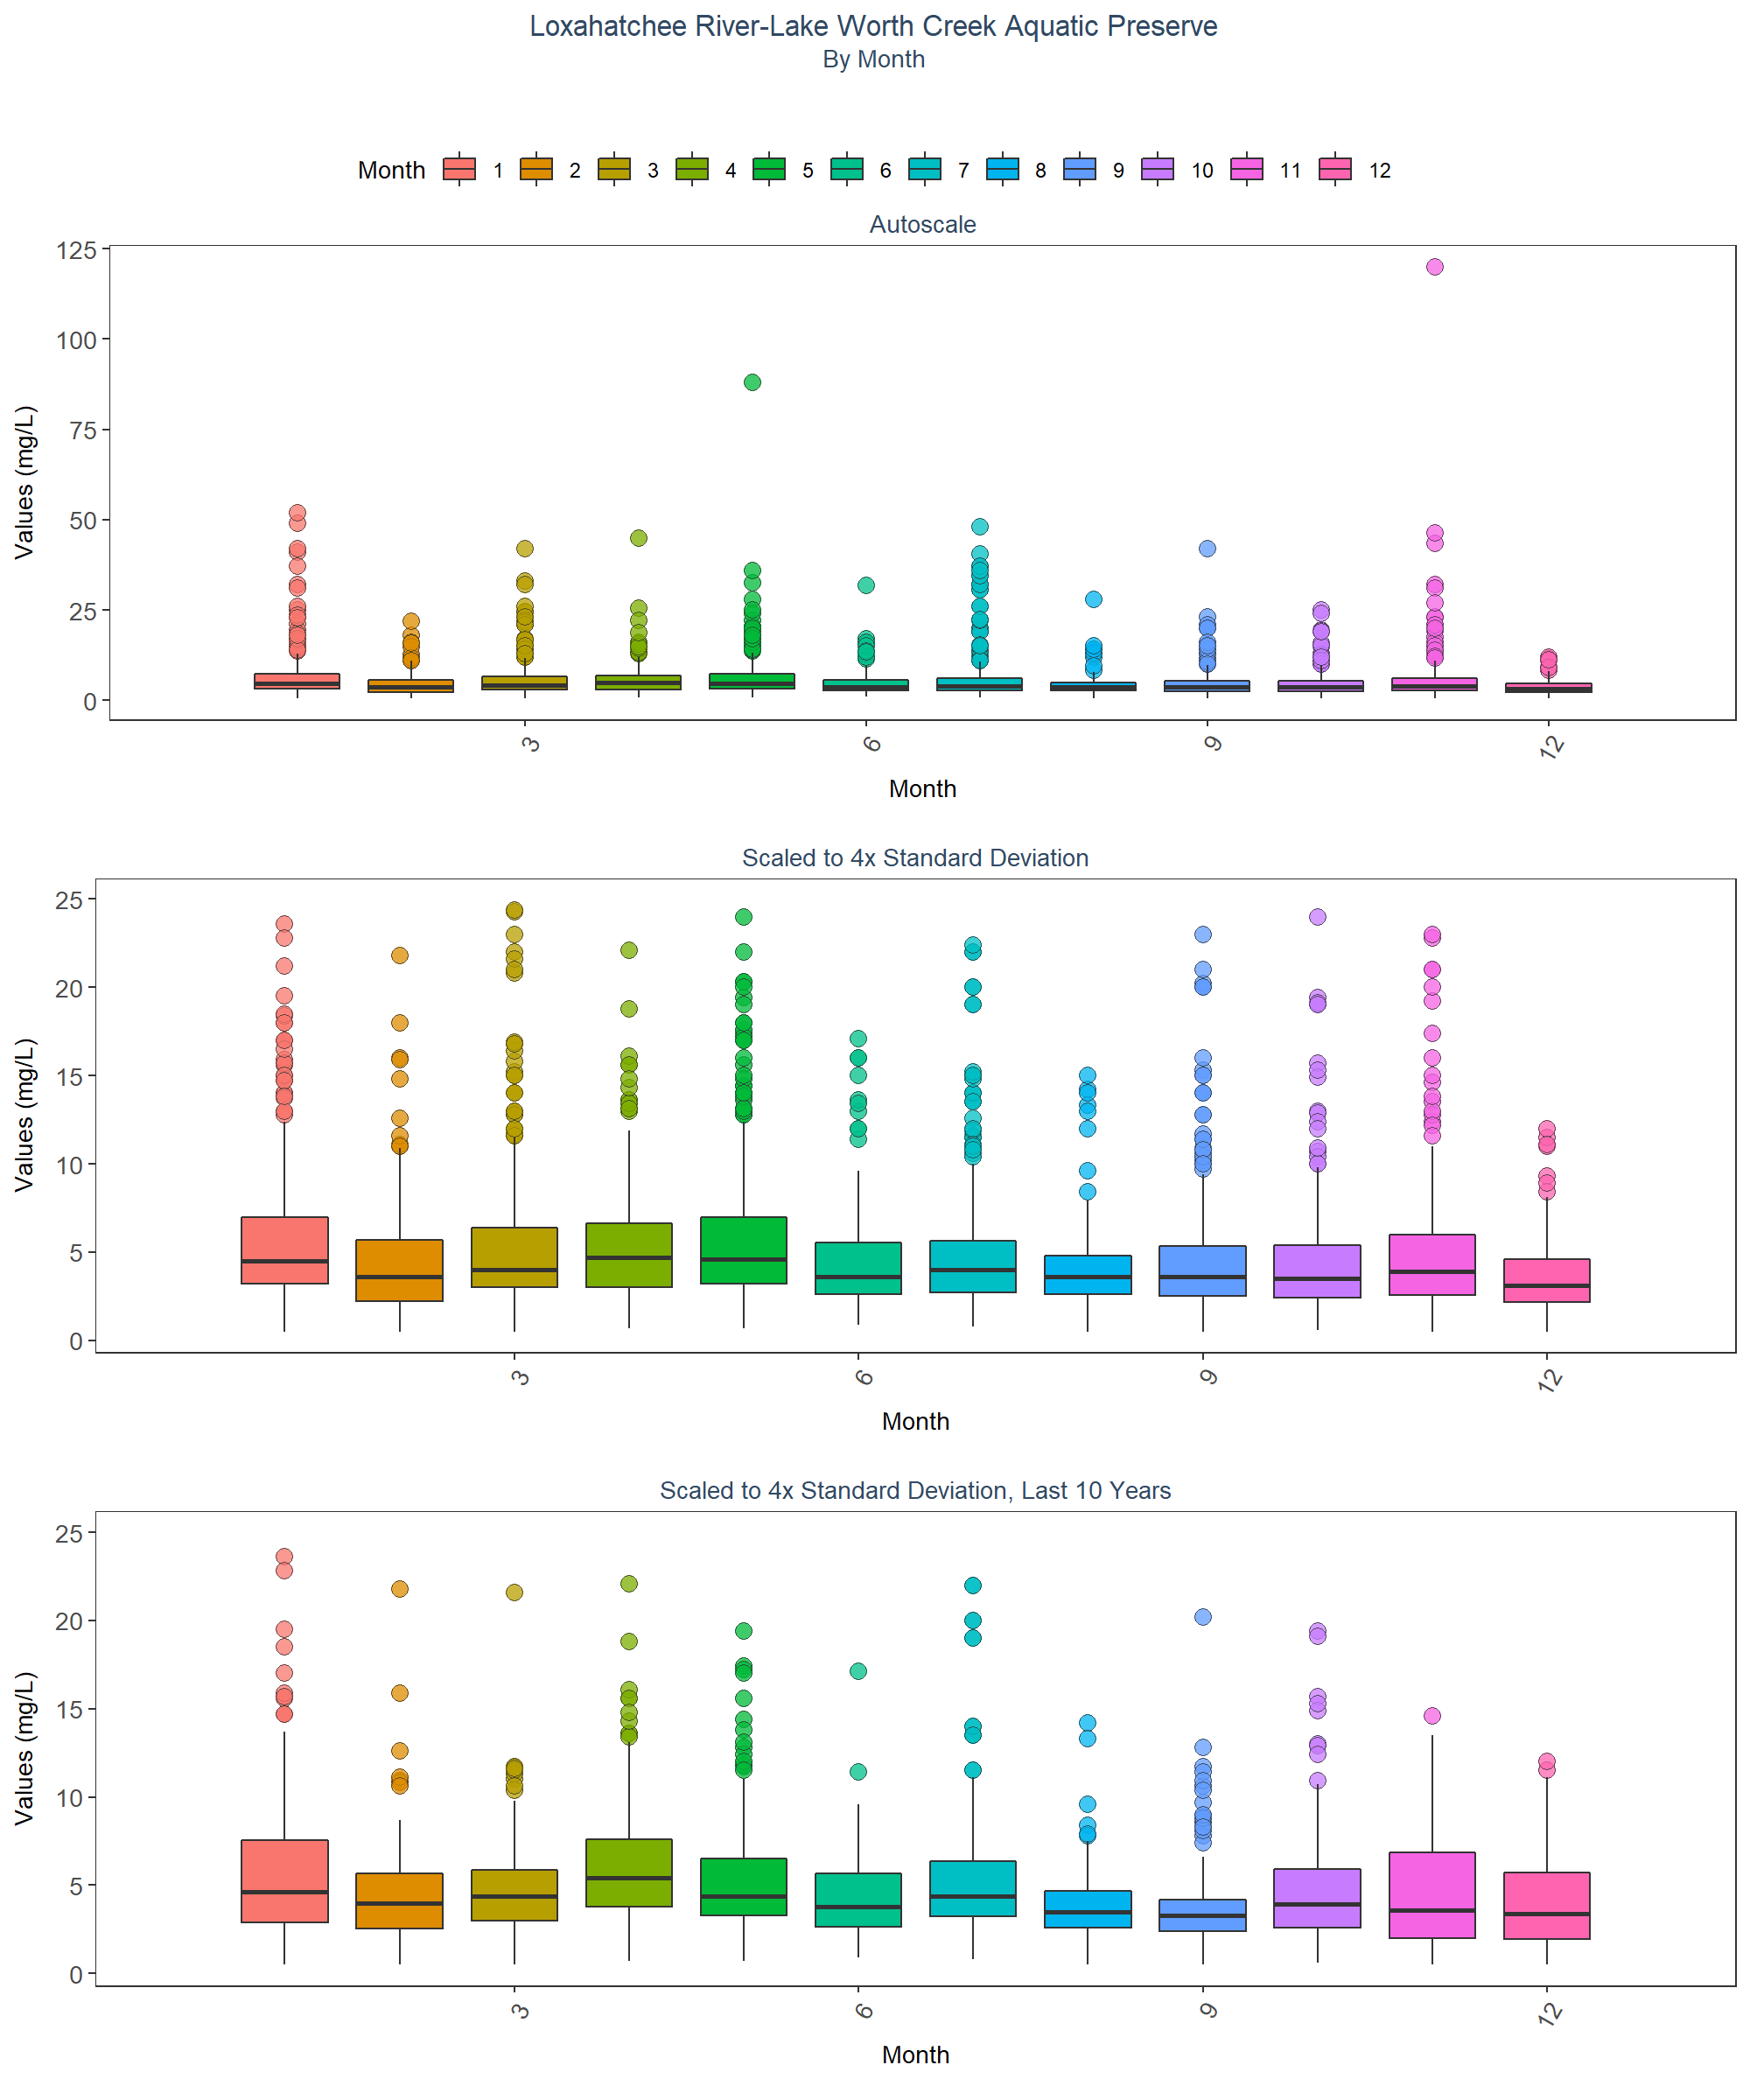 Loxahatchee River-Lake Worth Creek Aquatic Preserve
By Month
Month 1 2 3 4 5 6 7 8 9 10 11 12
Autoscale
Values (mg/L)
125
100
75
50
25
0
3 6 9 12
Month
Scaled to 4x Standard Deviation
Values (mg/L)
25
20
15
10
5
0
3 6 9 12
Month
Scaled to 4x Standard Deviation, Last 10 Years
Values (mg/L)
25
20
15
10
5
0
3 6 9 12
Month